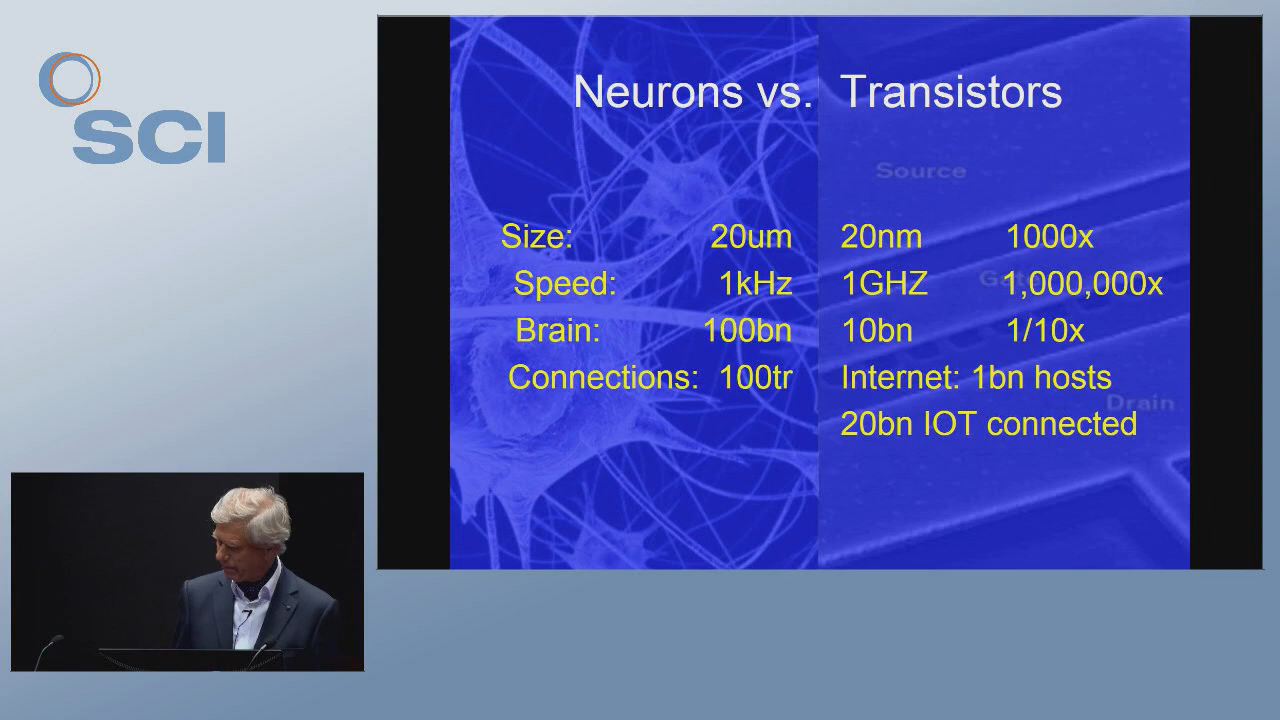 SCI
Neurons vs. Transistors
Source
Size: 20um 20nm 1000x
Gate
Speed: 1kHz 1GHZ 1,000,000x
Brain: 100bn 10bn 1/10x
Connections: 100tr Internet: 1bn hosts
Drain
20bn IOT connected